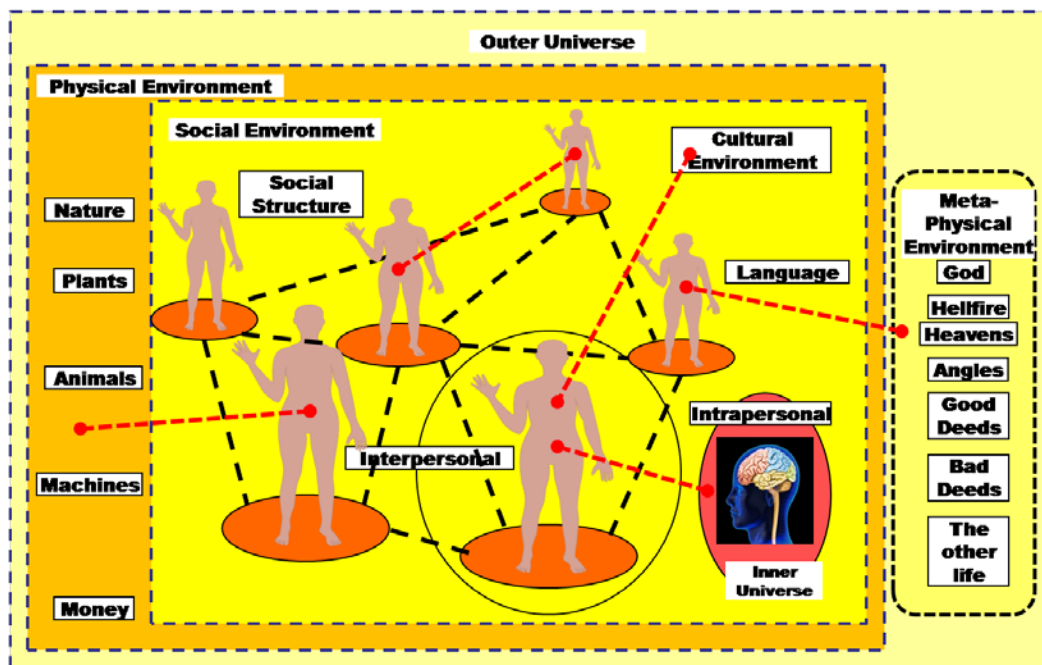 Outer Universe
Physical Environment
Social Environment
Social
Structure
Cultural
Environment
Nature
Plants
Animals
Machines
Money
Language
Interpersonal
Intrapersonal
Inner
Universe
Meta-
Physical
Environment
God
Hellfire
Heavens
Angles
Good
Deeds
Bad
Deeds
The
other
life